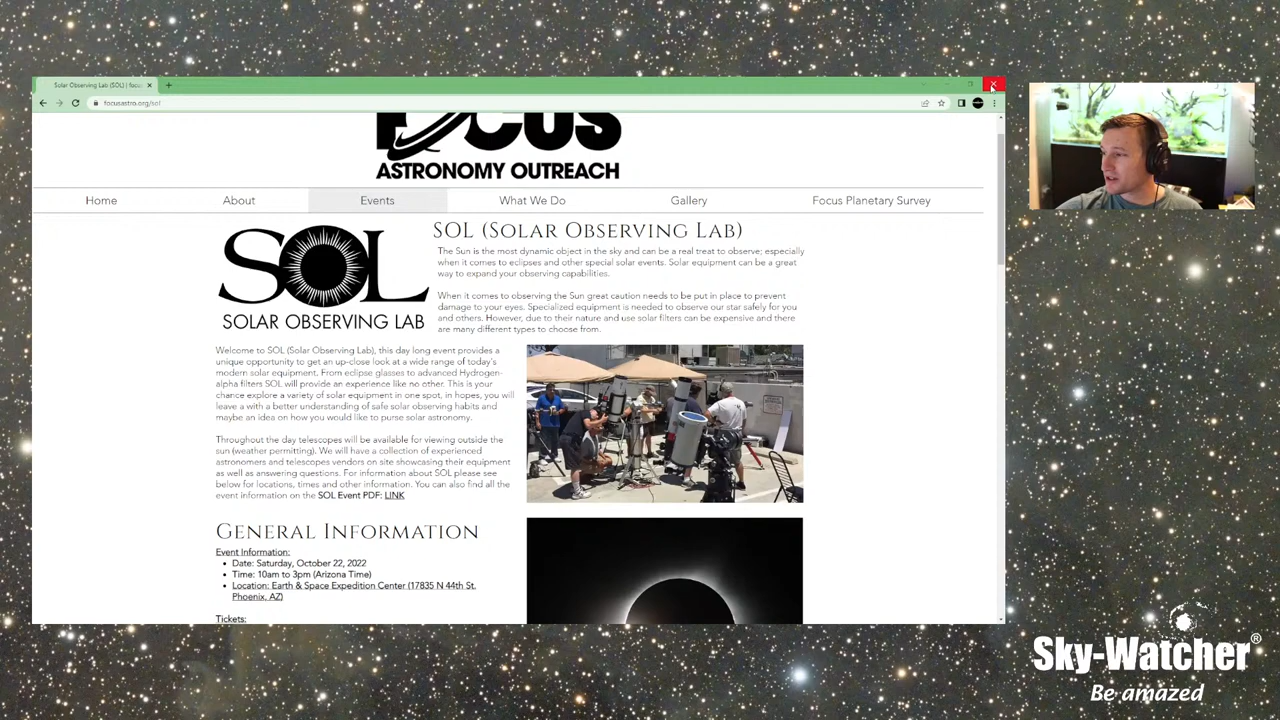 Solar Observing Lab (SOL) | focus
focusastro.org/sol
FOCUS
ASTRONOMY OUTREACH
Home About Events What We Do Gallery Focus Planetary Survey
SOL
SOLAR OBSERVING LAB
SOL (Solar Observing Lab)
The Sun is the most dynamic object in the sky and can be a real treat to observe; especially
when it comes to eclipses and other special solar events. Solar equipment can be a great
way to expand your observing capabilities.
When it comes to observing the Sun great caution needs to be put in place to prevent
damage to your eyes. Specialized equipment is needed to observe our star safely for you
and others. However, due to their nature and use solar filters can be expensive and there
are many different types to choose from.
Welcome to SOL (Solar Observing Lab), this day long event provides a
unique opportunity to get an up-close look at a wide range of today's
modern solar equipment. From eclipse glasses to advanced Hydrogen-
alpha filters SOL will provide an experience like no other. This is your
chance explore a variety of solar equipment in one spot, in hopes, you will
leave a with a better understanding of safe solar observing habits and
maybe an idea on how you would like to purse solar astronomy.
Throughout the day telescopes will be available for viewing outside the
sun (weather permitting). We will have a collection of experienced
astronomers and telescopes vendors on site showcasing their equipment
as well as answering questions. For information about SOL please see
below for locations, times and other information. You can also find all the
event information on the SOL Event PDF: LINK
General Information
Event Information:
• Date: Saturday, October 22, 2022
• Time: 10am to 3pm (Arizona Time)
• Location: Earth & Space Expedition Center (17835 N 44th St.
Phoenix, AZ)
Tickets:
Sky-Watcher®
Be amazed